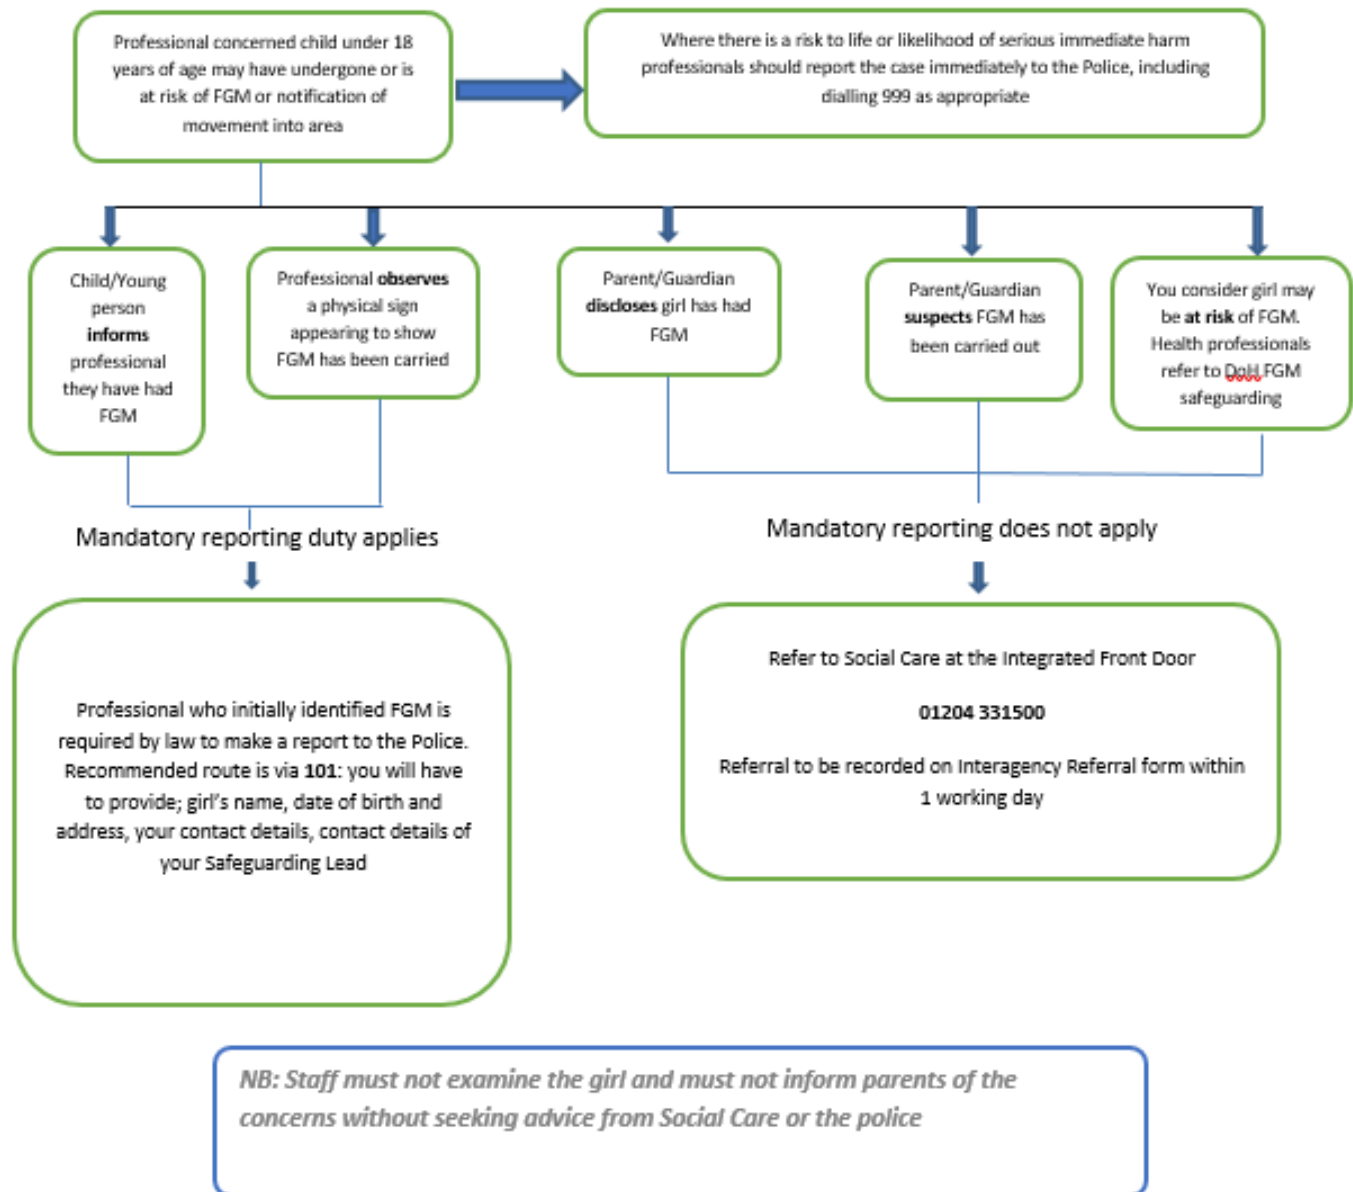 Professional concerned child under 18
years of age may have undergone or is
at risk of FGM or notification of
movement into area
Where there is a risk to life or likelihood of serious immediate harm
professionals should report the case immediately to the Police, including
dialling 999 as appropriate
Child/Young
person
informs
professional
they have had
FGM
Professional observes
a physical sign
appearing to show
FGM has been carried
Parent/Guardian
discloses girl has had
FGM
Parent/Guardian
suspects FGM has
been carried out
You consider girl may
be at risk of FGM.
Health professionals
refer to DoH FGM
safeguarding
Mandatory reporting duty applies
Mandatory reporting does not apply
Professional who initially identified FGM is
required by law to make a report to the Police.
Recommended route is via 101: you will have
to provide; girl's name, date of birth and
address, your contact details, contact details of
your Safeguarding Lead
Refer to Social Care at the Integrated Front Door
01204 331500
Referral to be recorded on Interagency Referral form within
1 working day
NB: Staff must not examine the girl and must not inform parents of the
concerns without seeking advice from Social Care or the police